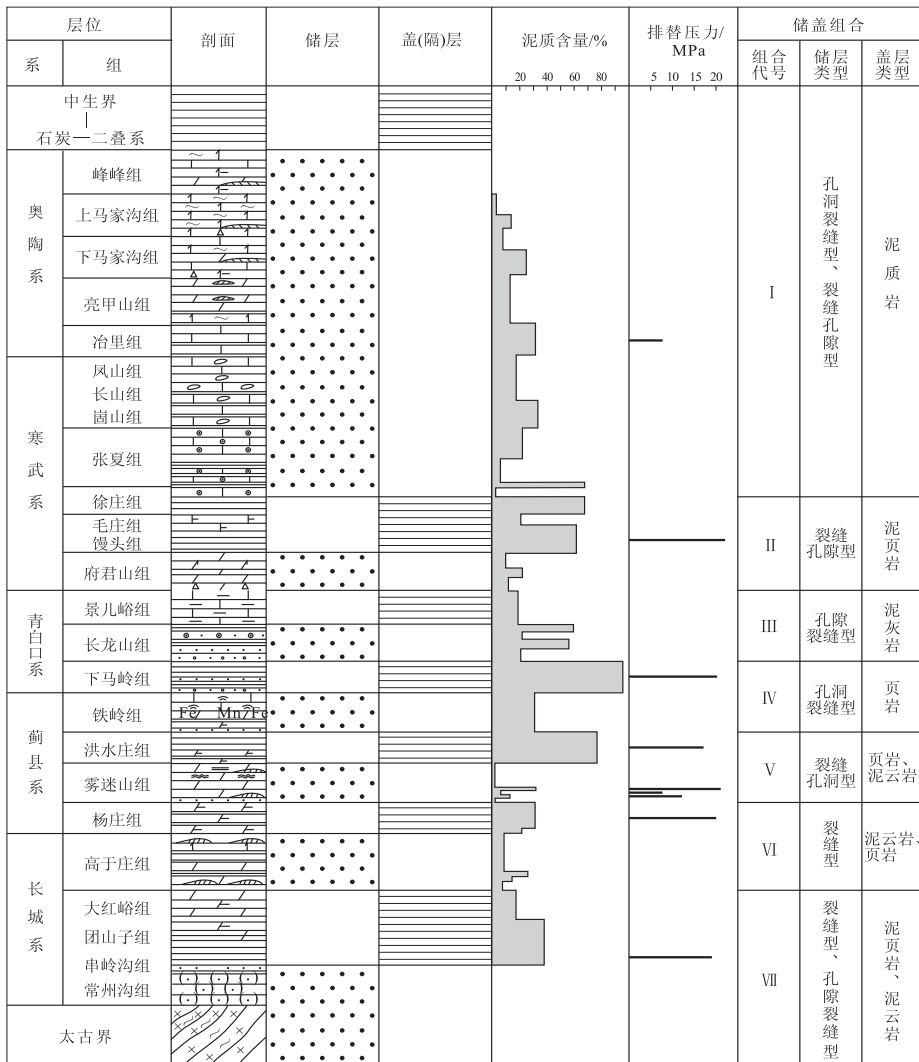 层位
剖面
储层
盖(隔)层
泥质含量/%
排替压力/
MPa
储盖组合
系
组
组合
代号
储层
类型
盖层
类型
20 40 60 80
5 10 15 20
中生界
石炭—二叠系
奥陶系
峰峰组
上马家沟组
下马家沟组
亮甲山组
冶里组
寒武系
凤山组
长山组
崮山组
张夏组
徐庄组
毛庄组
馒头组
府君山组
青白口系
景儿峪组
长龙山组
下马岭组
蓟县系
铁岭组
Fe Mn Fe
洪水庄组
雾迷山组
杨庄组
长城系
高于庄组
大红峪组
团山子组
串岭沟组
常州沟组
太古界
Ⅰ
孔洞裂缝型、裂缝孔隙型
泥质岩
Ⅱ
裂缝
孔隙型
泥页岩
Ⅲ
孔隙
裂缝型
泥灰岩
Ⅳ
孔洞
裂缝型
页岩
Ⅴ
裂缝
孔洞型
页岩、
泥云岩
Ⅵ
裂缝型
泥云岩、
页岩
Ⅶ
裂缝型、孔隙裂缝型
泥页岩、泥云岩